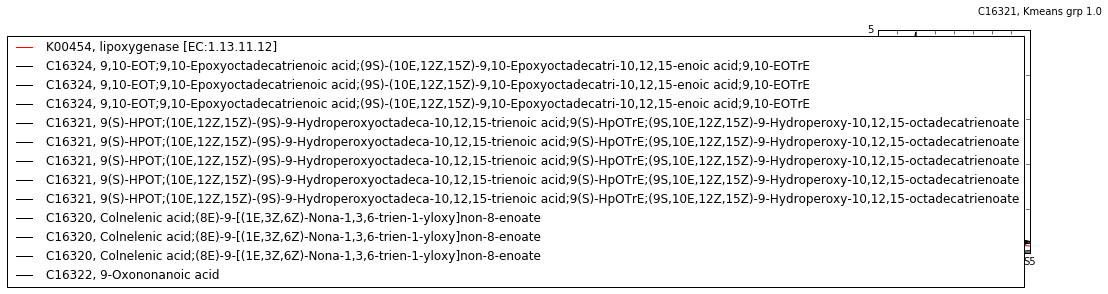 C16321, Kmeans grp 1.0
5
K00454, lipoxygenase [EC:1.13.11.12]
C16324, 9,10-EOT;9,10-Epoxyoctadecatrienoic acid;(9S)-(10E,12Z,15Z)-9,10-Epoxyoctadecatri-10,12,15-enoic acid;9,10-EOTrE
C16324, 9,10-EOT;9,10-Epoxyoctadecatrienoic acid;(9S)-(10E,12Z,15Z)-9,10-Epoxyoctadecatri-10,12,15-enoic acid;9,10-EOTrE
C16324, 9,10-EOT;9,10-Epoxyoctadecatrienoic acid;(9S)-(10E,12Z,15Z)-9,10-Epoxyoctadecatri-10,12,15-enoic acid;9,10-EOTrE
C16321, 9(S)-HPOT;(10E,12Z,15Z)-(9S)-9-Hydroperoxyoctadeca-10,12,15-trienoic acid;9(S)-HpOTrE;(9S,10E,12Z,15Z)-9-Hydroperoxy-10,12,15-octadecatrienoate
C16321, 9(S)-HPOT;(10E,12Z,15Z)-(9S)-9-Hydroperoxyoctadeca-10,12,15-trienoic acid;9(S)-HpOTrE;(9S,10E,12Z,15Z)-9-Hydroperoxy-10,12,15-octadecatrienoate
C16321, 9(S)-HPOT;(10E,12Z,15Z)-(9S)-9-Hydroperoxyoctadeca-10,12,15-trienoic acid;9(S)-HpOTrE;(9S,10E,12Z,15Z)-9-Hydroperoxy-10,12,15-octadecatrienoate
C16321, 9(S)-HPOT;(10E,12Z,15Z)-(9S)-9-Hydroperoxyoctadeca-10,12,15-trienoic acid;9(S)-HpOTrE;(9S,10E,12Z,15Z)-9-Hydroperoxy-10,12,15-octadecatrienoate
C16321, 9(S)-HPOT;(10E,12Z,15Z)-(9S)-9-Hydroperoxyoctadeca-10,12,15-trienoic acid;9(S)-HpOTrE;(9S,10E,12Z,15Z)-9-Hydroperoxy-10,12,15-octadecatrienoate
C16320, Colnelenic acid;(8E)-9-[(1E,3Z,6Z)-Nona-1,3,6-trien-1-yloxy]non-8-enoate
C16320, Colnelenic acid;(8E)-9-[(1E,3Z,6Z)-Nona-1,3,6-trien-1-yloxy]non-8-enoate
C16320, Colnelenic acid;(8E)-9-[(1E,3Z,6Z)-Nona-1,3,6-trien-1-yloxy]non-8-enoate
S5
C16322, 9-Oxononanoic acid